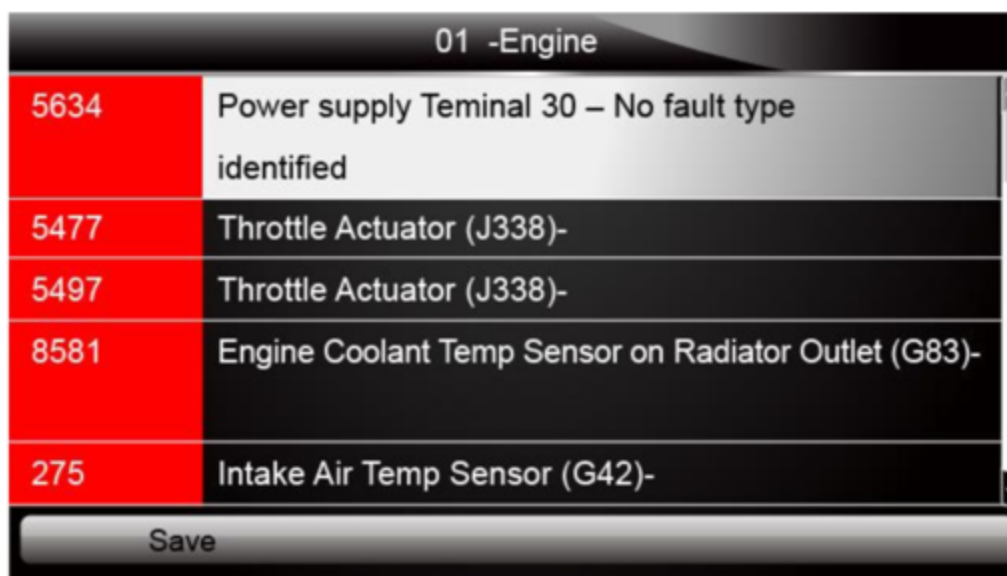 01 -Engine
5634 Power supply Teminal 30 – No fault type
identified
5477 Throttle Actuator (J338)-
5497 Throttle Actuator (J338)-
8581 Engine Coolant Temp Sensor on Radiator Outlet (G83)-
275 Intake Air Temp Sensor (G42)-
Save